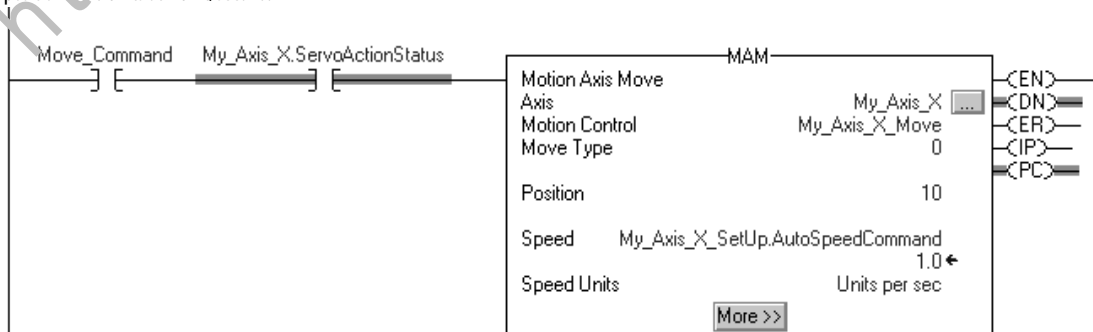 Move_Command My_Axis_X.ServoActionStatus
MAM
Motion Axis Move
Axis My_Axis_X ...
Motion Control My_Axis_X_Move
Move Type 0
Position 10
Speed My_Axis_X_SetUp.AutoSpeedCommand
1.0
Speed Units Units per sec
More >>
EN
DN
ER
IP
PC